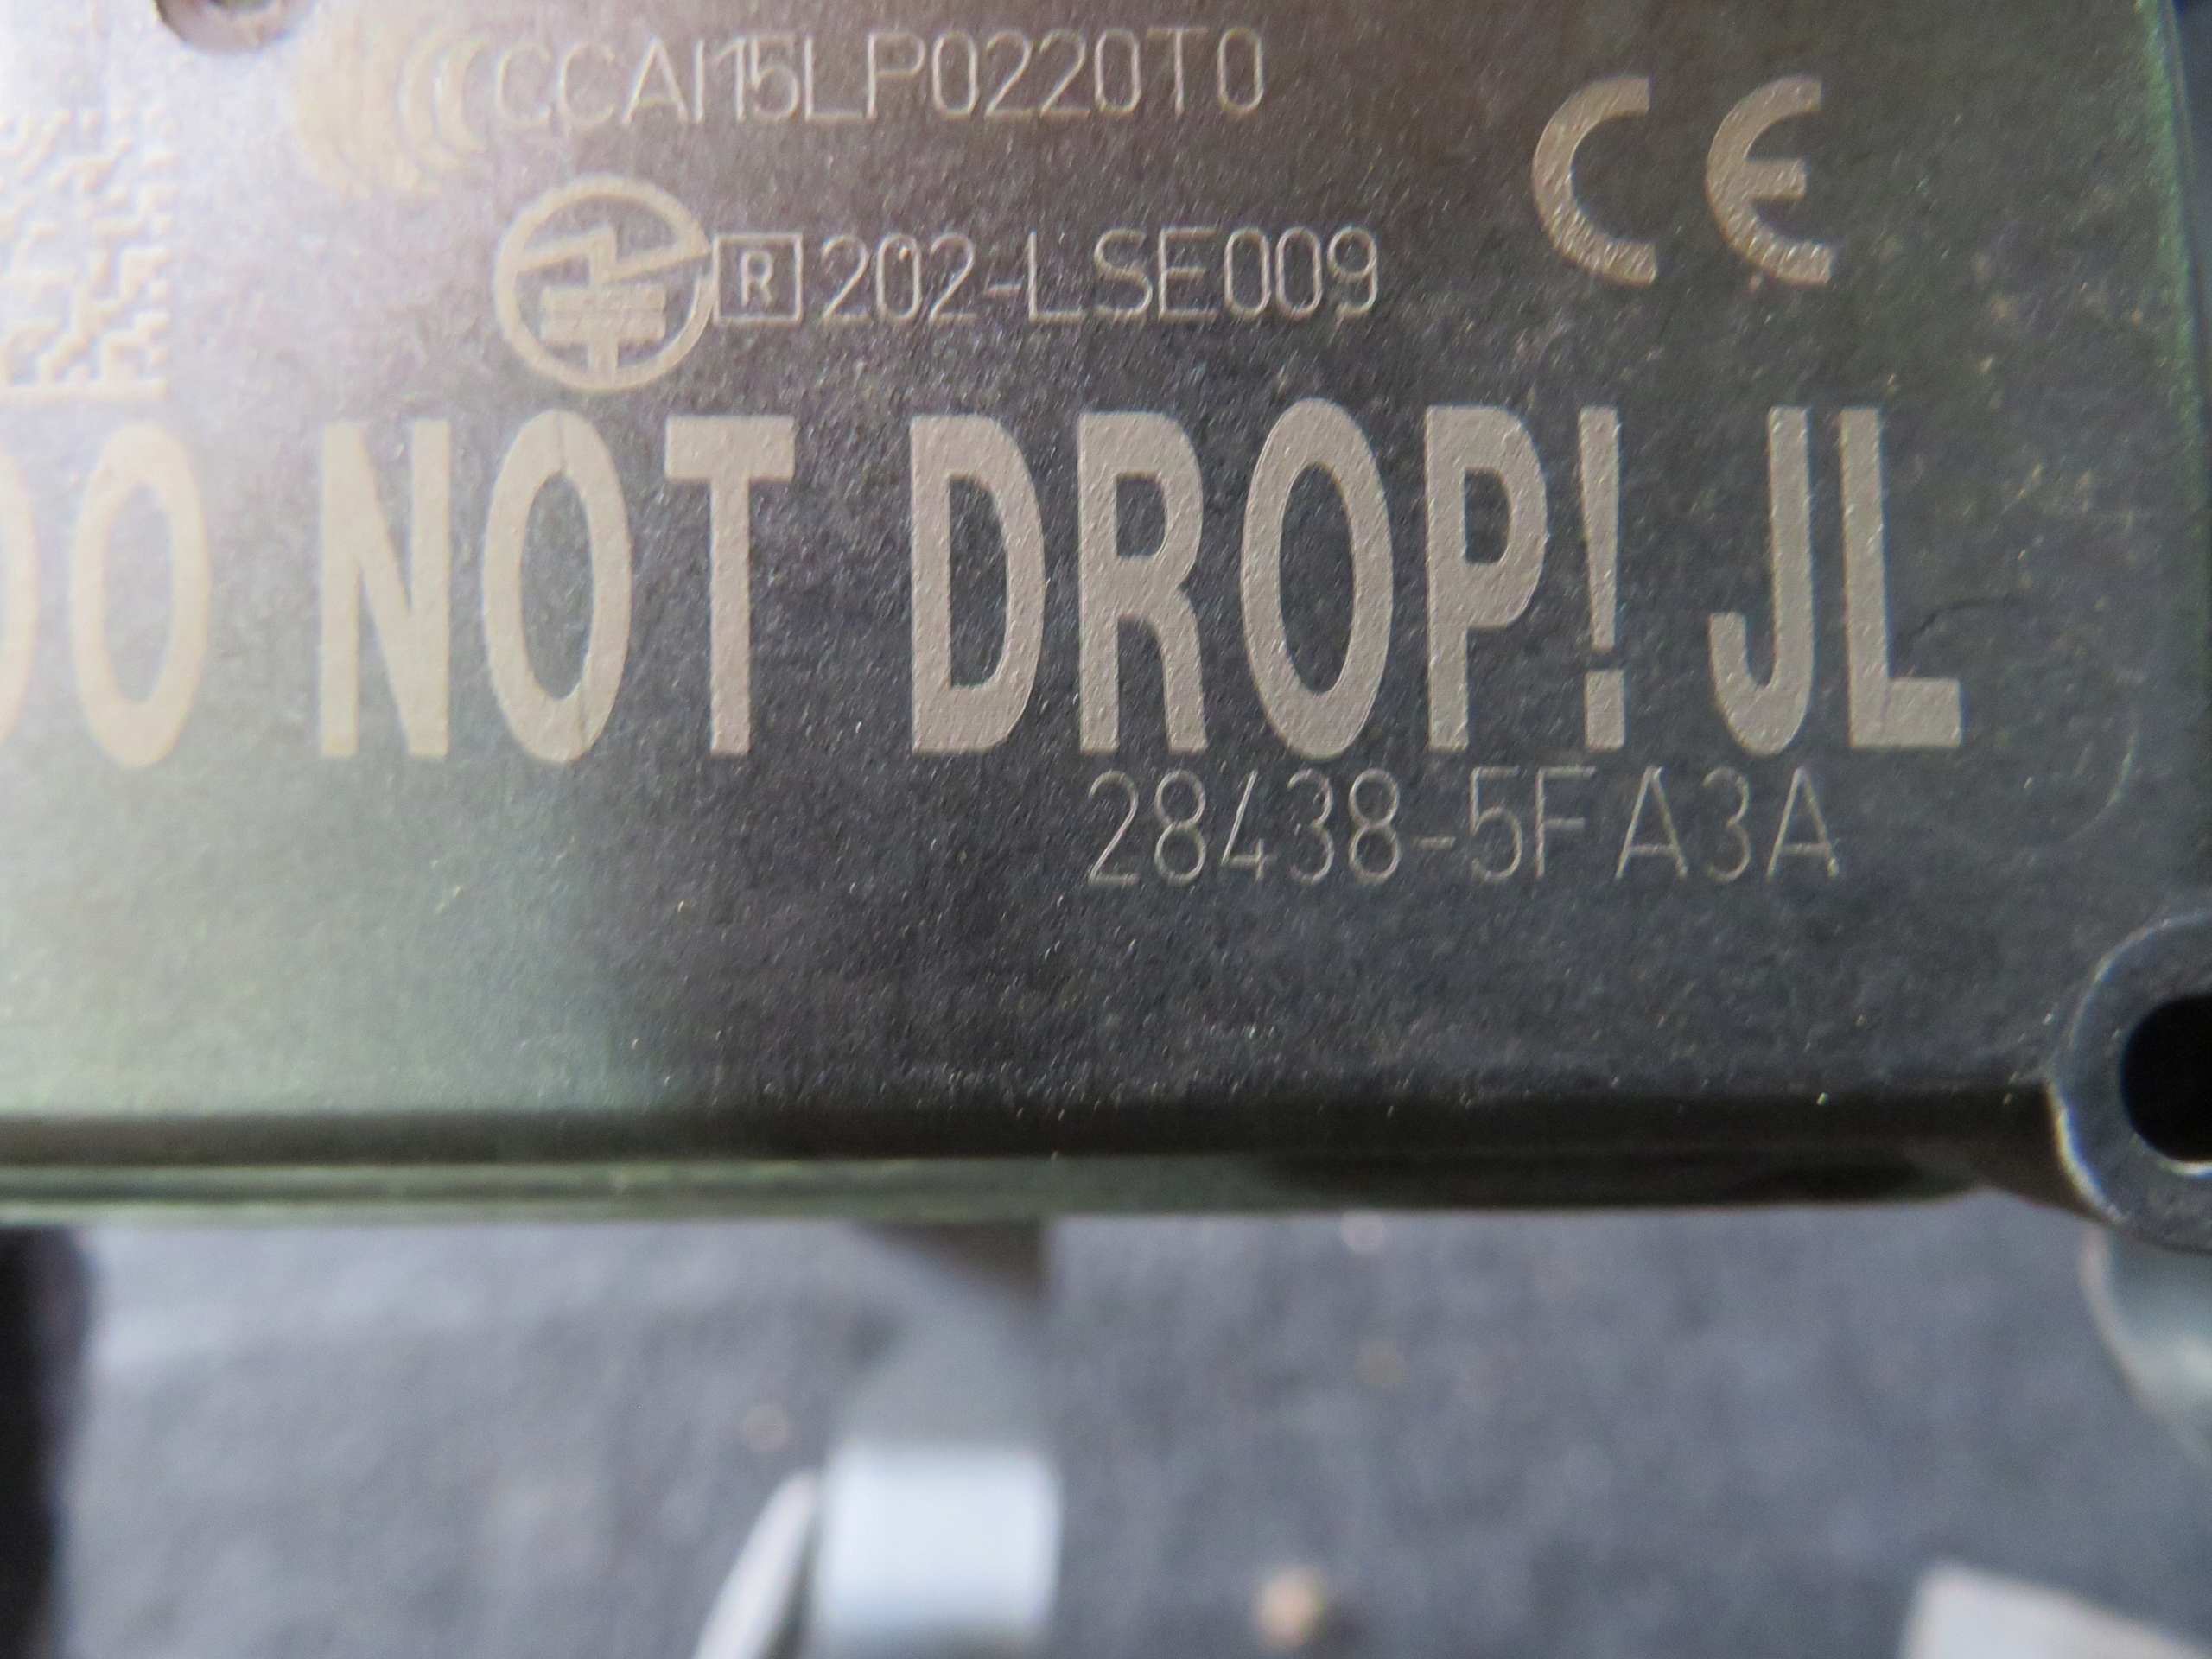 CCAI15LP0220T0
R 202-LSE009
CE
DO NOT DROP! JL
28438-5FA3A